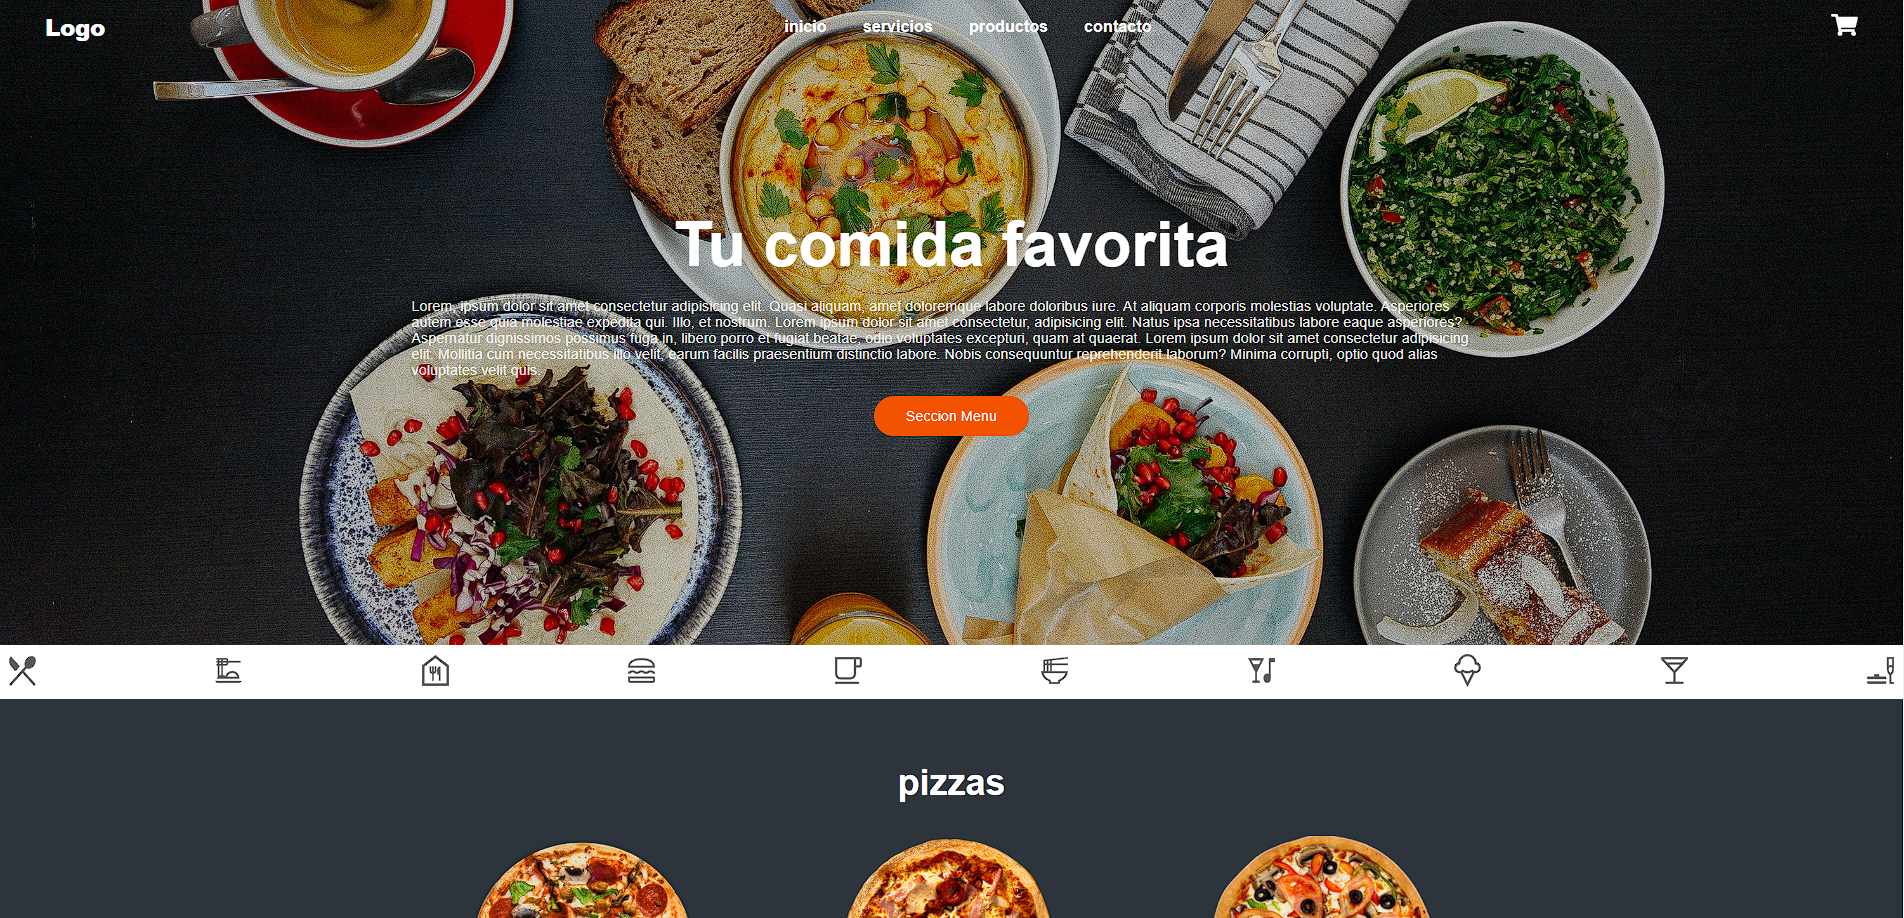 Logo
inicio servicios productos contacto
Tu comida favorita
Lorem, ipsum dolor sit amet consectetur adipisicing elit. Quasi aliquam, amet doloremque labore doloribus iure. At aliquam corporis molestias voluptate. Asperiores
autem esse quia molestiae expedita qui. Illo, et nostrum. Lorem ipsum dolor sit amet consectetur, adipisicing elit. Natus ipsa necessitatibus labore eaque asperiores?
Aspernatur dignissimos possimus fuga in, libero porro et fugiat beatae, odio voluptates excepturi, quam at quaerat. Lorem ipsum dolor sit amet consectetur adipisicing
elit. Mollitia cum necessitatibus illo velit, earum facilis praesentium distinctio labore. Nobis consequuntur reprehenderit laborum? Minima corrupti, optio quod alias
voluptates velit quis.
Seccion Menu
pizzas